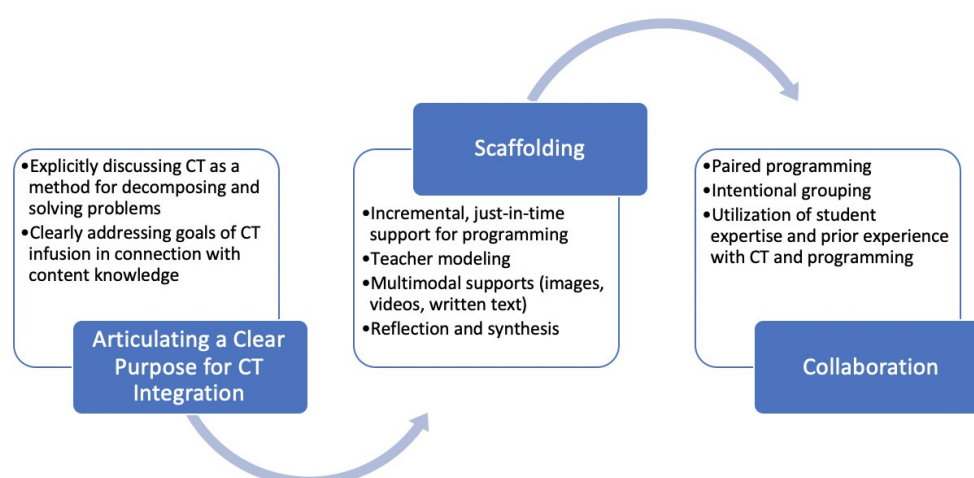 •Explicitly discussing CT as a
method for decomposing and
solving problems
•Clearly addressing goals of CT
infusion in connection with
content knowledge
Articulating a Clear
Purpose for CT
Integration
Scaffolding
•Incremental, just-in-time
support for programming
•Teacher modeling
•Multimodal supports (images,
videos, written text)
•Reflection and synthesis
•Paired programming
•Intentional grouping
•Utilization of student
expertise and prior experience
with CT and programming
Collaboration